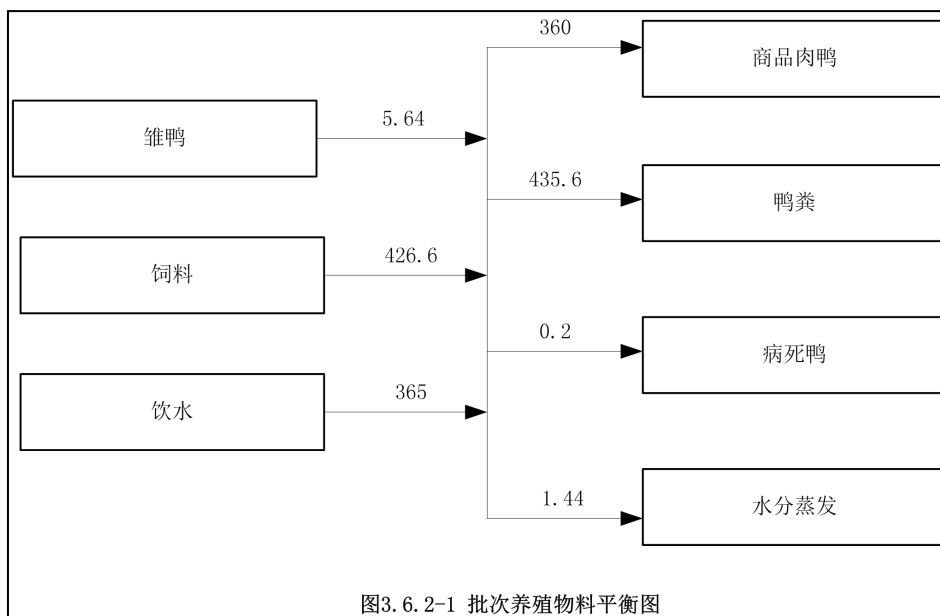 360
商品肉鸭
雏鸭
5.64
435.6
鸭粪
饲料
426.6
0.2
病死鸭
饮水
365
1.44
水分蒸发
图3.6.2-1 批次养殖物料平衡图